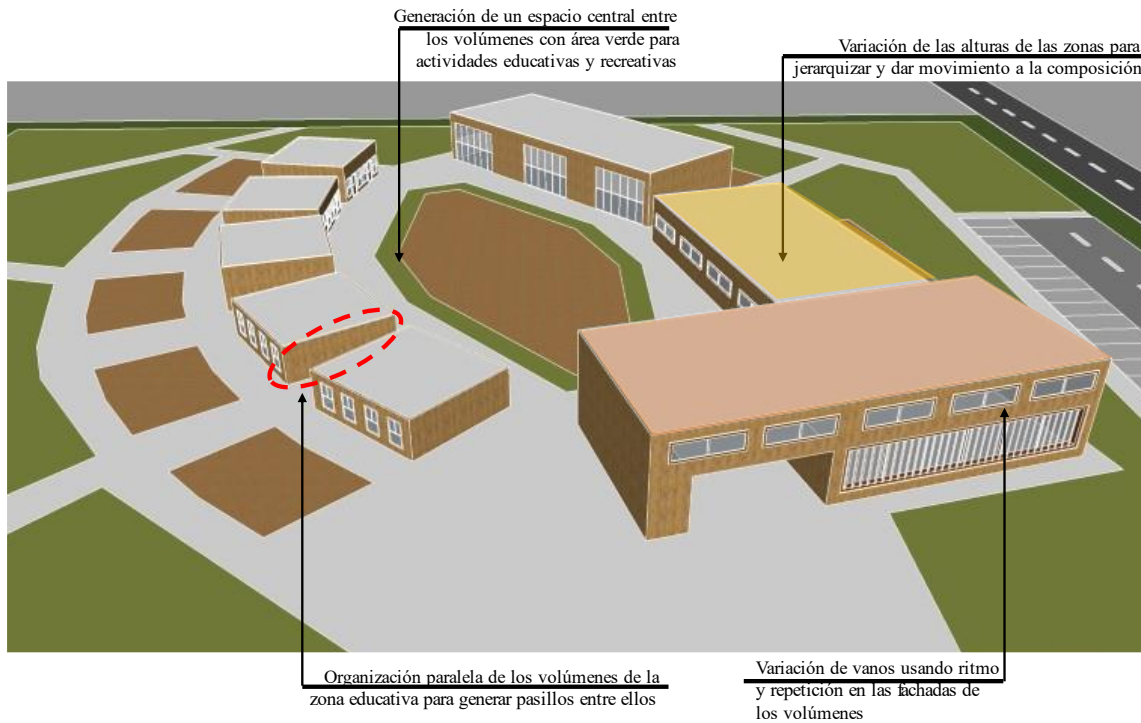 Generación de un espacio central entre
los volúmenes con área verde para
actividades educativas y recreativas
Variación de las alturas de las zonas para
jerarquizar y dar movimiento a la composición
Organización paralela de los volúmenes de la
zona educativa para generar pasillos entre ellos
Variación de vanos usando ritmo
y repetición en las fachadas de
los volúmenes